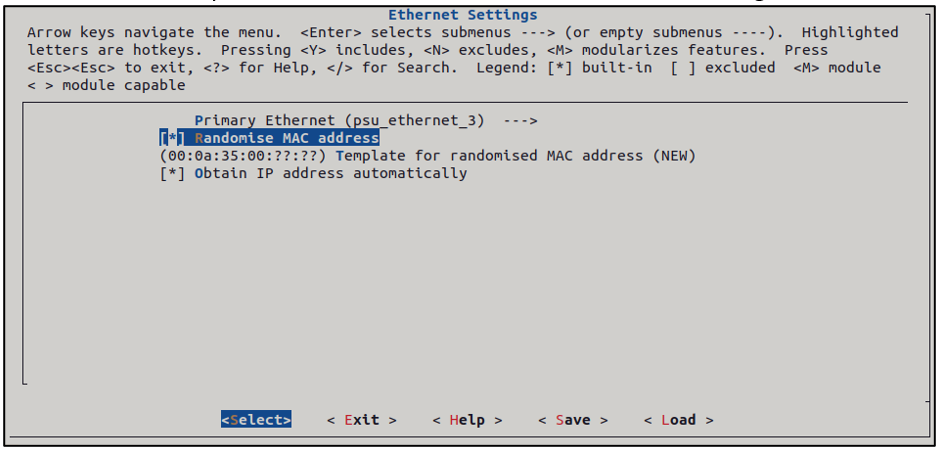 Ethernet Settings
Arrow keys navigate the menu.  <Enter> selects submenus ---> (or empty submenus ----).  Highlighted
letters are hotkeys.  Pressing <Y> includes, <N> excludes, <M> modularizes features.  Press
<Esc><Esc> to exit, <?> for Help, </> for Search.  Legend: [*] built-in  [ ] excluded  <M> module
< > module capable
Primary Ethernet (psu_ethernet_3)  --->
[*] Randomise MAC address
(00:0a:35:00:??:??) Template for randomised MAC address (NEW)
[*] Obtain IP address automatically
<Select>    < Exit >    < Help >    < Save >    < Load >